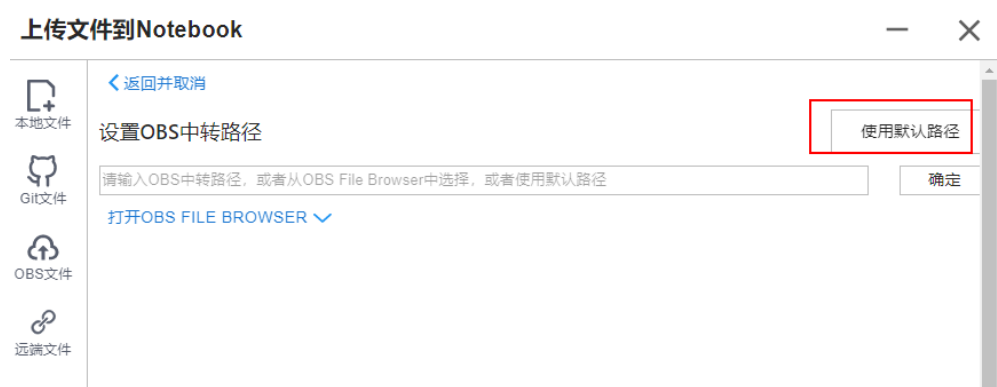 上传文件到Notebook
本地文件
Git文件
OBS文件
远端文件
返回并取消
设置OBS中转路径
使用默认路径
请输入OBS中转路径，或者从OBS File Browser中选择，或者使用默认路径
确定
打开OBS FILE BROWSER